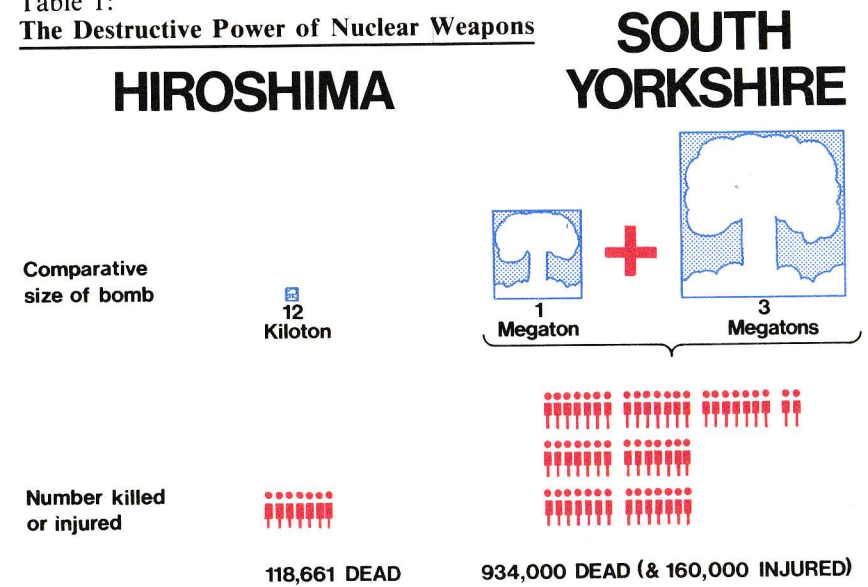 Table 1:
The Destructive Power of Nuclear Weapons
HIROSHIMA
SOUTH
YORKSHIRE
Comparative
size of bomb
12
Kiloton
1
Megaton
+
3
Megatons
Number killed
or injured
118,661 DEAD
934,000 DEAD (& 160,000 INJURED)